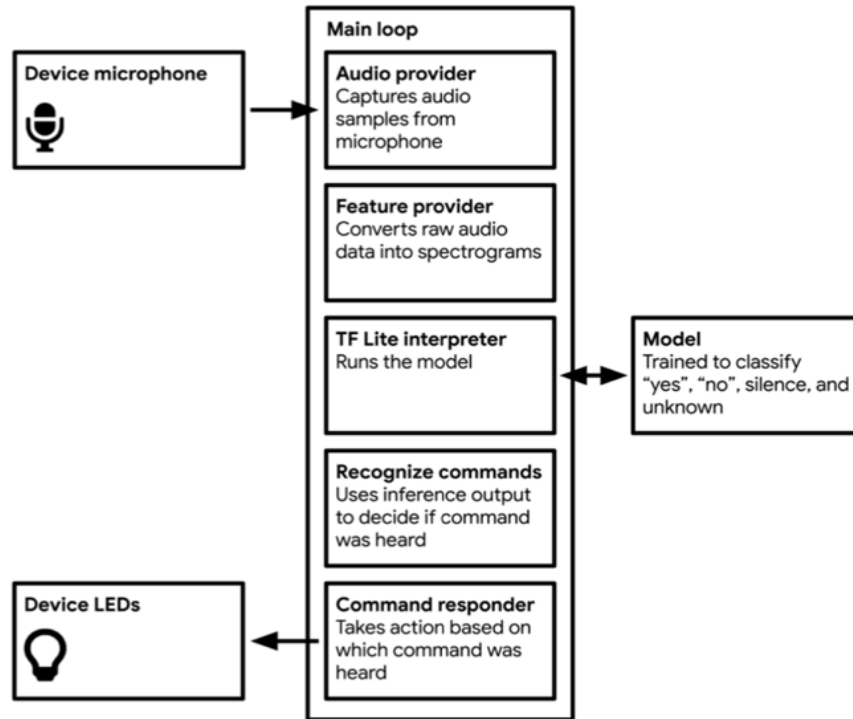 Main loop
Device microphone
Audio provider
Captures audio
samples from
microphone
Feature provider
Converts raw audio
data into spectrograms
TF Lite interpreter
Runs the model
Model
Trained to classify
“yes”, “no”, silence, and
unknown
Recognize commands
Uses inference output
to decide if command
was heard
Device LEDs
Command responder
Takes action based on
which command was
heard